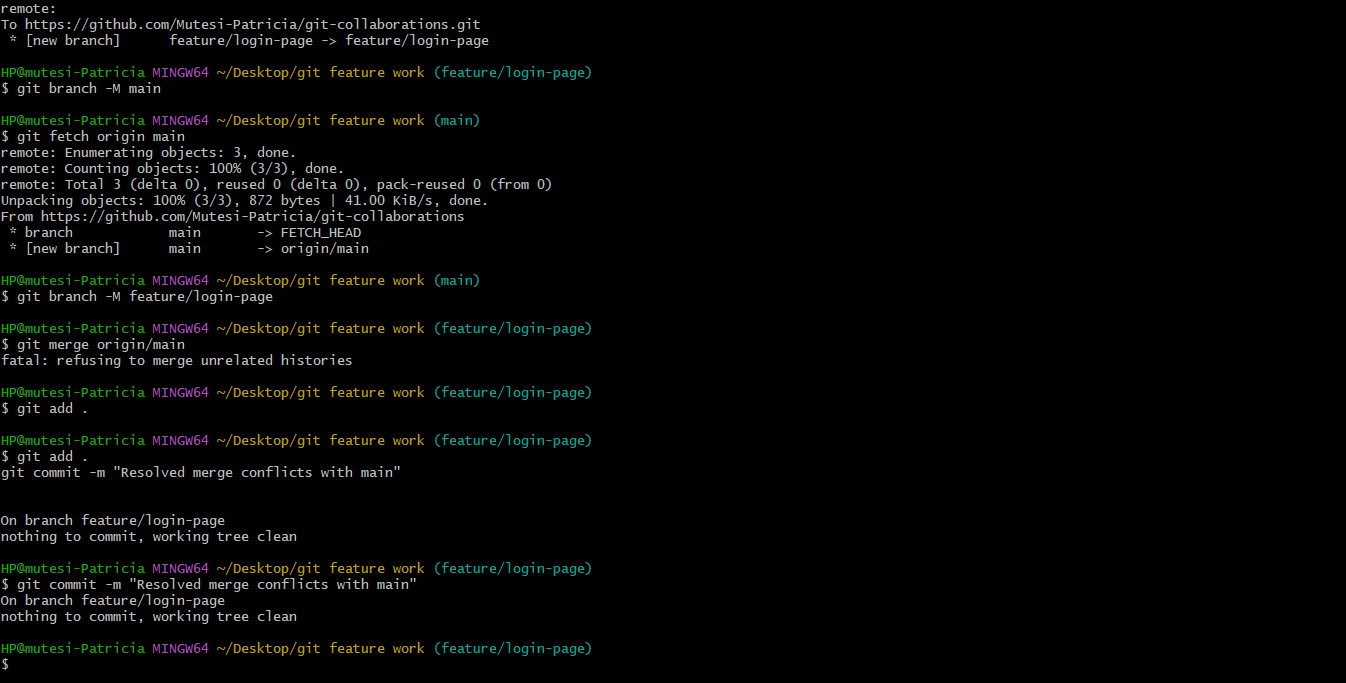 remote:
To https://github.com/Mutesi-Patricia/git-collaborations.git
 * [new branch]      feature/login-page -> feature/login-page
HP@mutesi-Patricia MINGW64 ~/Desktop/git feature work (feature/login-page)
$ git branch -M main
HP@mutesi-Patricia MINGW64 ~/Desktop/git feature work (main)
$ git fetch origin main
remote: Enumerating objects: 3, done.
remote: Counting objects: 100% (3/3), done.
remote: Total 3 (delta 0), reused 0 (delta 0), pack-reused 0 (from 0)
Unpacking objects: 100% (3/3), 872 bytes | 41.00 KiB/s, done.
From https://github.com/Mutesi-Patricia/git-collaborations
 * branch            main       -> FETCH_HEAD
 * [new branch]      main       -> origin/main
HP@mutesi-Patricia MINGW64 ~/Desktop/git feature work (main)
$ git branch -M feature/login-page
HP@mutesi-Patricia MINGW64 ~/Desktop/git feature work (feature/login-page)
$ git merge origin/main
fatal: refusing to merge unrelated histories
HP@mutesi-Patricia MINGW64 ~/Desktop/git feature work (feature/login-page)
$ git add .
HP@mutesi-Patricia MINGW64 ~/Desktop/git feature work (feature/login-page)
$ git add .
git commit -m "Resolved merge conflicts with main"
On branch feature/login-page
nothing to commit, working tree clean
HP@mutesi-Patricia MINGW64 ~/Desktop/git feature work (feature/login-page)
$ git commit -m "Resolved merge conflicts with main"
On branch feature/login-page
nothing to commit, working tree clean
HP@mutesi-Patricia MINGW64 ~/Desktop/git feature work (feature/login-page)
$